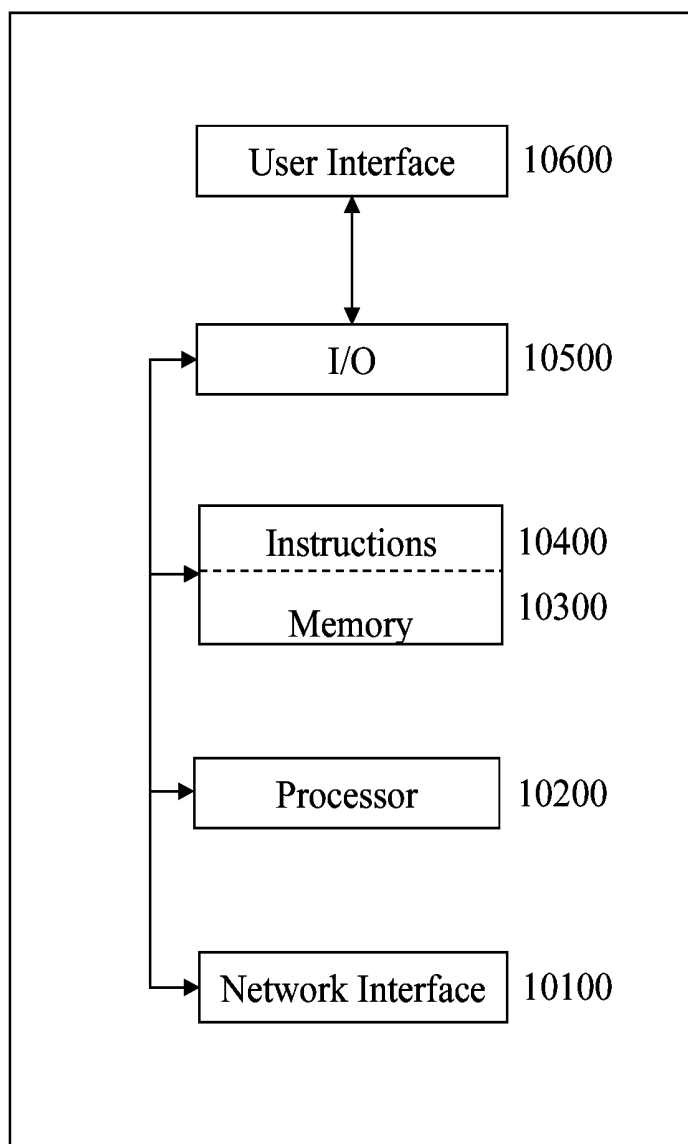 User Interface 10600
I/O 10500
Instructions 10400
Memory 10300
Processor 10200
Network Interface 10100